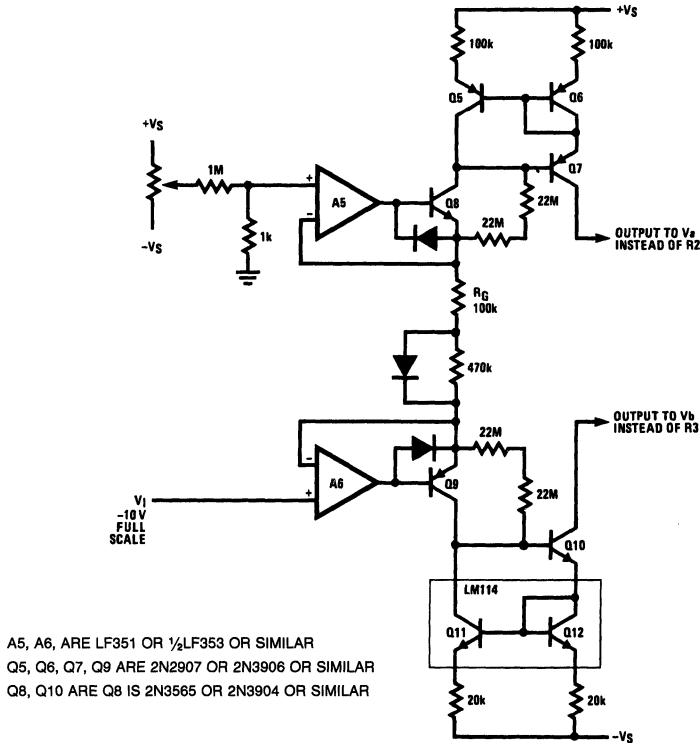 +VS
100k
100k
Q5
Q6
+VS
1M
Q7
A5
Q8
22M
+
-
1k
22M
-VS
OUTPUT TO Va
INSTEAD OF R2
RG
100k
470k
OUTPUT TO Vb
INSTEAD OF R3
22M
-
A6
Q9
22M
VI
+
-10V
FULL
SCALE
Q10
LM114
Q11
Q12
A5, A6, ARE LF351 OR ½LF353 OR SIMILAR
Q5, Q6, Q7, Q9 ARE 2N2907 OR 2N3906 OR SIMILAR
Q8, Q10 ARE Q8 IS 2N3565 OR 2N3904 OR SIMILAR
20k
20k
-VS